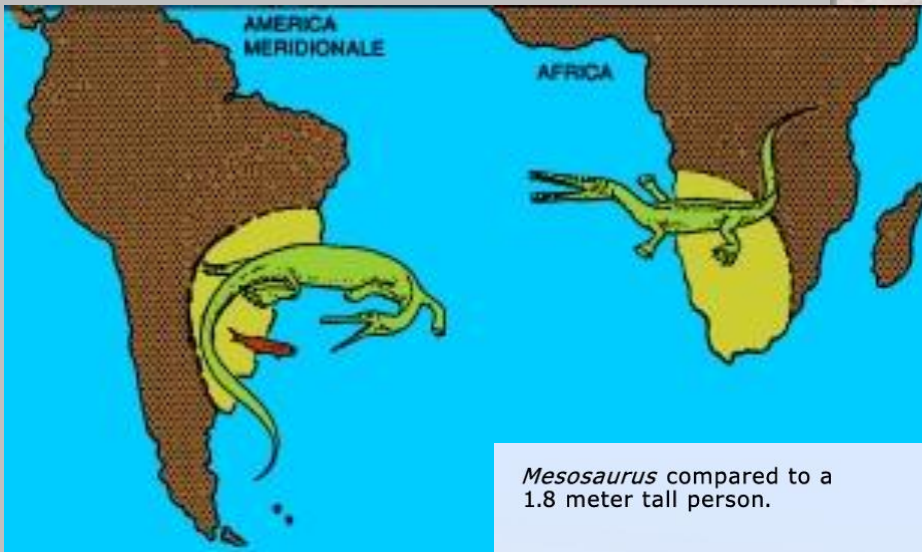 AMERICA
MERIDIONALE
AFRICA
Mesosaurus compared to a
1.8 meter tall person.